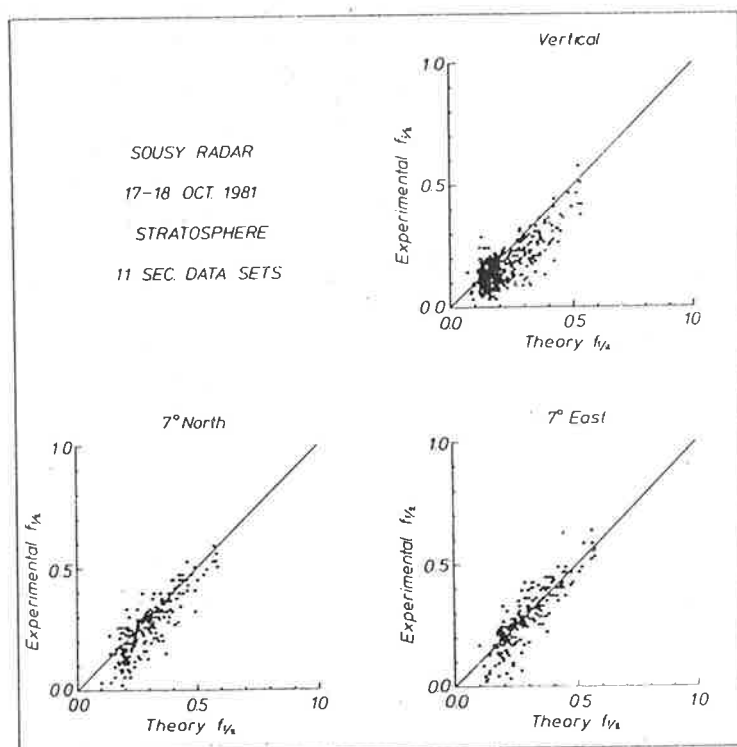 Vertical
1.0
0.5
0.0
Experimental f½
0.0
0.5
1.0
Theory f½
SOUSY RADAR
17-18 OCT. 1981
STRATOSPHERE
11 SEC. DATA SETS
7° North
1.0
0.5
0.0
Experimental f½
0.0
0.5
1.0
Theory f½
7° East
1.0
0.5
0.0
Experimental f½
0.0
0.5
1.0
Theory f½